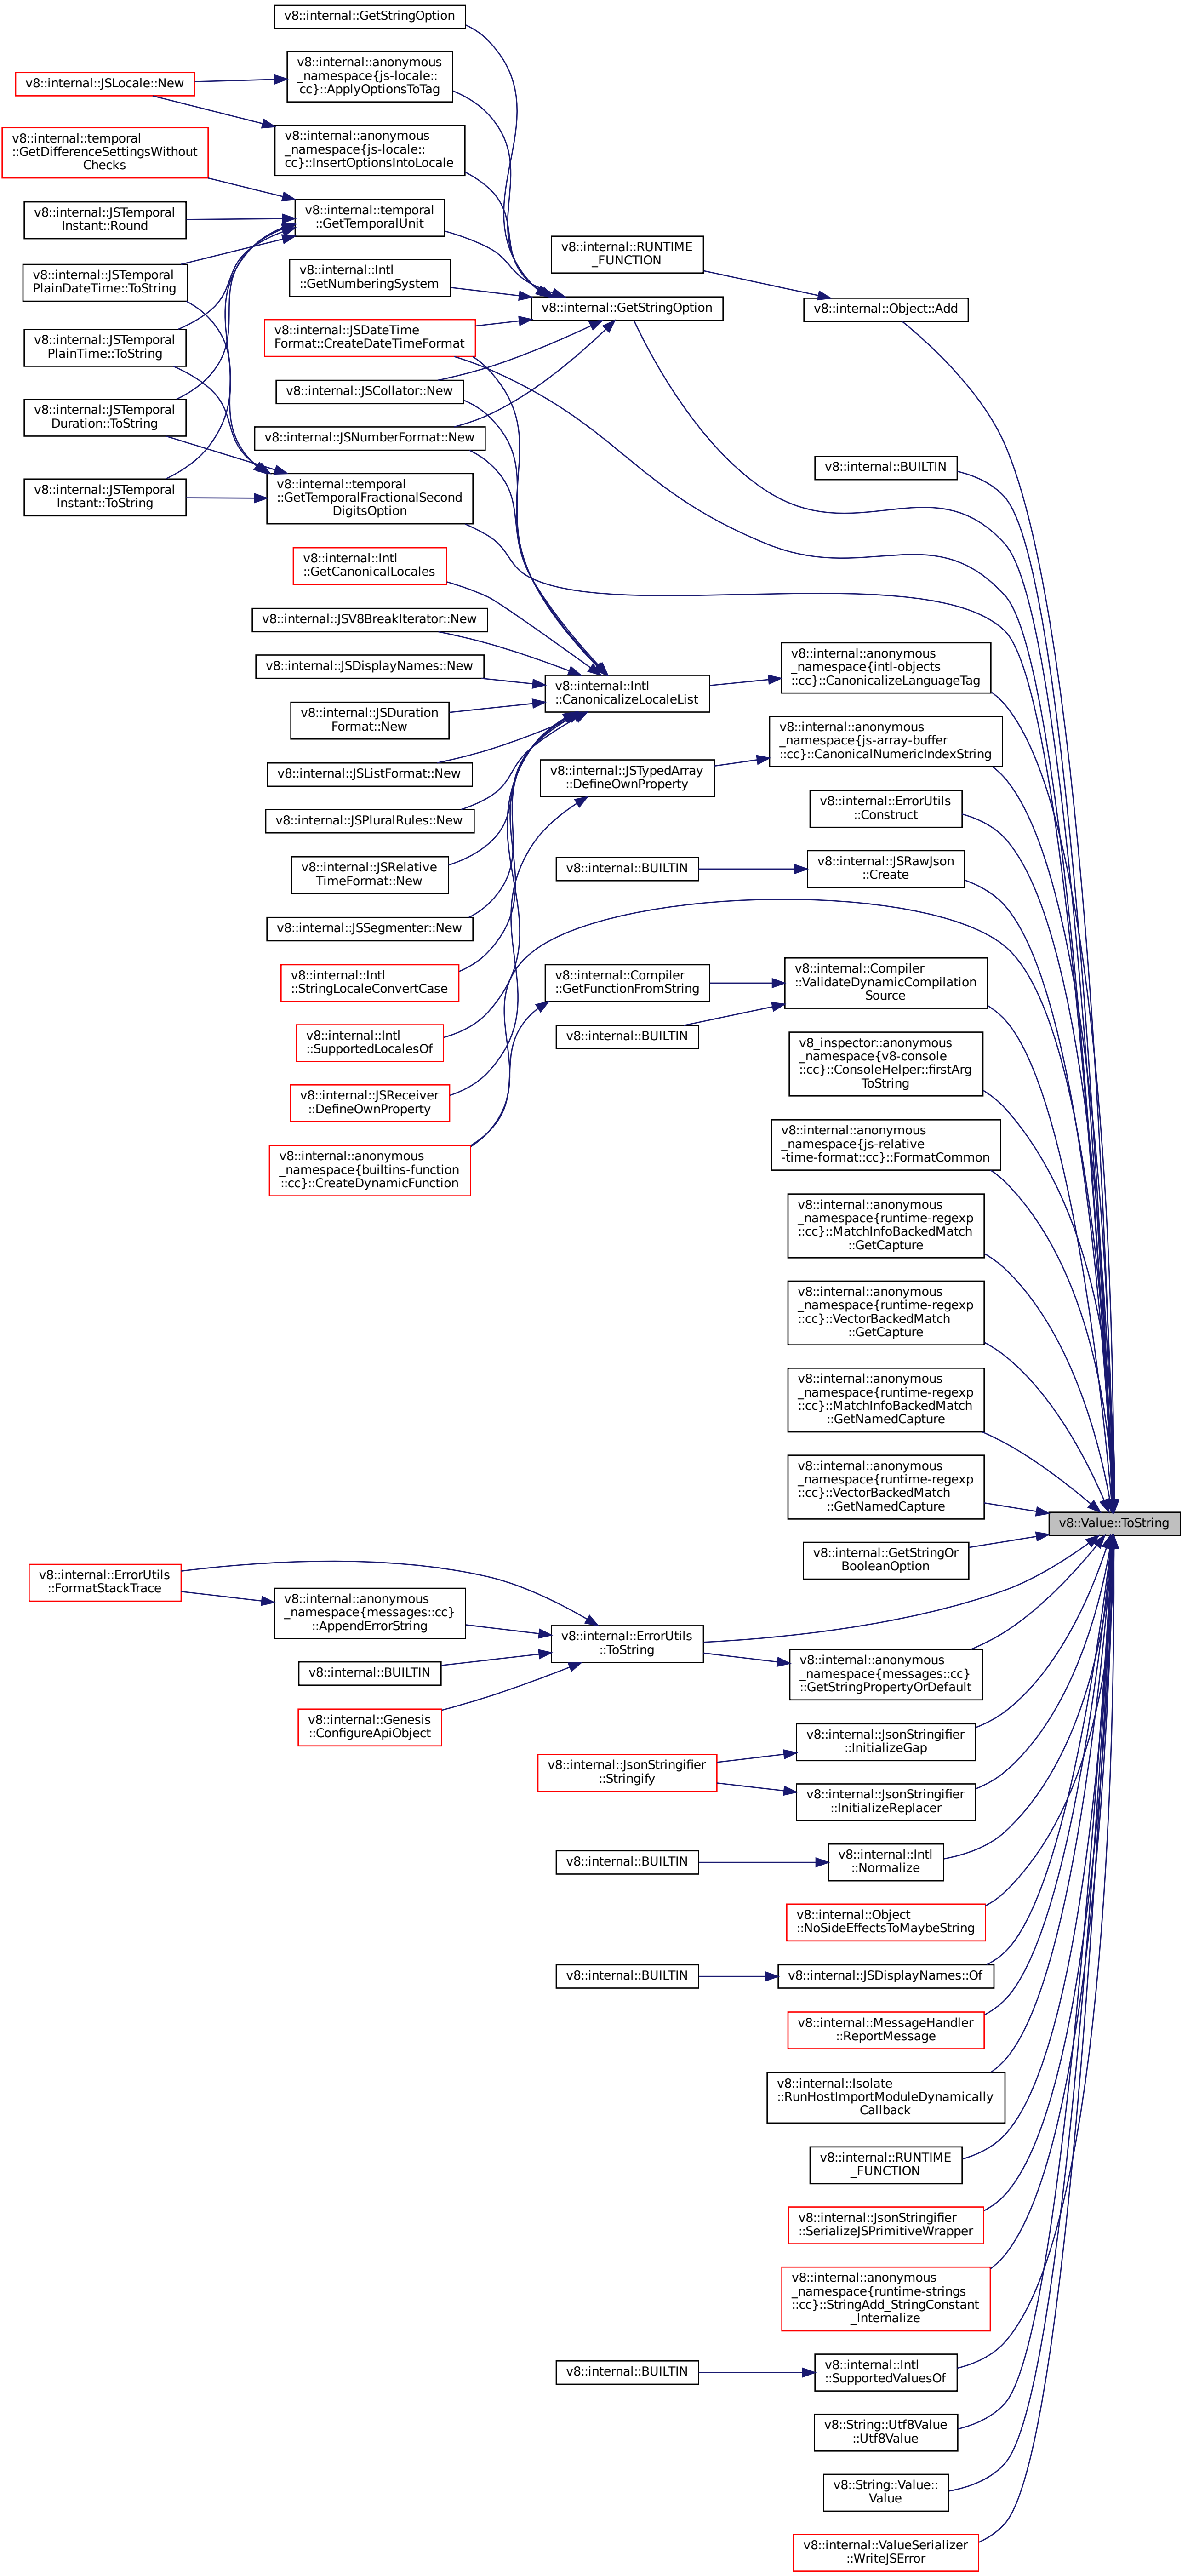 v8::internal::GetStringOption
v8::internal::anonymous
_namespace{js-locale::
cc}::ApplyOptionsToTag
v8::internal::JSLocale::New
v8::internal::anonymous
_namespace{js-locale::
cc}::InsertOptionsIntoLocale
v8::internal::temporal
::GetDifferenceSettingsWithout
Checks
v8::internal::JSTemporal
Instant::Round
v8::internal::temporal
::GetTemporalUnit
v8::internal::RUNTIME
_FUNCTION
v8::internal::JSTemporal
PlainDateTime::ToString
v8::internal::Intl
::GetNumberingSystem
v8::internal::GetStringOption
v8::internal::Object::Add
v8::internal::JSTemporal
PlainTime::ToString
v8::internal::JSDateTime
Format::CreateDateTimeFormat
v8::internal::JSCollator::New
v8::internal::JSTemporal
Duration::ToString
v8::internal::JSNumberFormat::New
v8::internal::BUILTIN
v8::internal::JSTemporal
Instant::ToString
v8::internal::temporal
::GetTemporalFractionalSecond
DigitsOption
v8::internal::Intl
::GetCanonicalLocales
v8::internal::JSV8BreakIterator::New
v8::internal::JSDisplayNames::New
v8::internal::Intl
::CanonicalizeLocaleList
v8::internal::anonymous
_namespace{intl-objects
::cc}::CanonicalizeLanguageTag
v8::internal::JSDuration
Format::New
v8::internal::anonymous
_namespace{js-array-buffer
::cc}::CanonicalNumericIndexString
v8::internal::JSListFormat::New
v8::internal::JSTypedArray
::DefineOwnProperty
v8::internal::JSPluralRules::New
v8::internal::ErrorUtils
::Construct
v8::internal::JSRelative
TimeFormat::New
v8::internal::BUILTIN
v8::internal::JSRawJson
::Create
v8::internal::JSSegmenter::New
v8::internal::Intl
::StringLocaleConvertCase
v8::internal::Compiler
::GetFunctionFromString
v8::internal::Compiler
::ValidateDynamicCompilation
Source
v8::internal::Intl
::SupportedLocalesOf
v8::internal::BUILTIN
v8_inspector::anonymous
_namespace{v8-console
::cc}::ConsoleHelper::firstArg
ToString
v8::internal::JSReceiver
::DefineOwnProperty
v8::internal::anonymous
_namespace{builtins-function
::cc}::CreateDynamicFunction
v8::internal::anonymous
_namespace{js-relative
-time-format::cc}::FormatCommon
v8::internal::anonymous
_namespace{runtime-regexp
::cc}::MatchInfoBackedMatch
::GetCapture
v8::internal::anonymous
_namespace{runtime-regexp
::cc}::VectorBackedMatch
::GetCapture
v8::internal::anonymous
_namespace{runtime-regexp
::cc}::MatchInfoBackedMatch
::GetNamedCapture
v8::internal::anonymous
_namespace{runtime-regexp
::cc}::VectorBackedMatch
::GetNamedCapture
v8::Value::ToString
v8::internal::GetStringOr
BooleanOption
v8::internal::ErrorUtils
::FormatStackTrace
v8::internal::anonymous
_namespace{messages::cc}
::AppendErrorString
v8::internal::ErrorUtils
::ToString
v8::internal::BUILTIN
v8::internal::anonymous
_namespace{messages::cc}
::GetStringPropertyOrDefault
v8::internal::Genesis
::ConfigureApiObject
v8::internal::JsonStringifier
::InitializeGap
v8::internal::JsonStringifier
::Stringify
v8::internal::JsonStringifier
::InitializeReplacer
v8::internal::BUILTIN
v8::internal::Intl
::Normalize
v8::internal::Object
::NoSideEffectsToMaybeString
v8::internal::BUILTIN
v8::internal::JSDisplayNames::Of
v8::internal::MessageHandler
::ReportMessage
v8::internal::Isolate
::RunHostImportModuleDynamically
Callback
v8::internal::RUNTIME
_FUNCTION
v8::internal::JsonStringifier
::SerializeJSPrimitiveWrapper
v8::internal::anonymous
_namespace{runtime-strings
::cc}::StringAdd_StringConstant
_Internalize
v8::internal::BUILTIN
v8::internal::Intl
::SupportedValuesOf
v8::String::Utf8Value
::Utf8Value
v8::String::Value::
Value
v8::internal::ValueSerializer
::WriteJSError